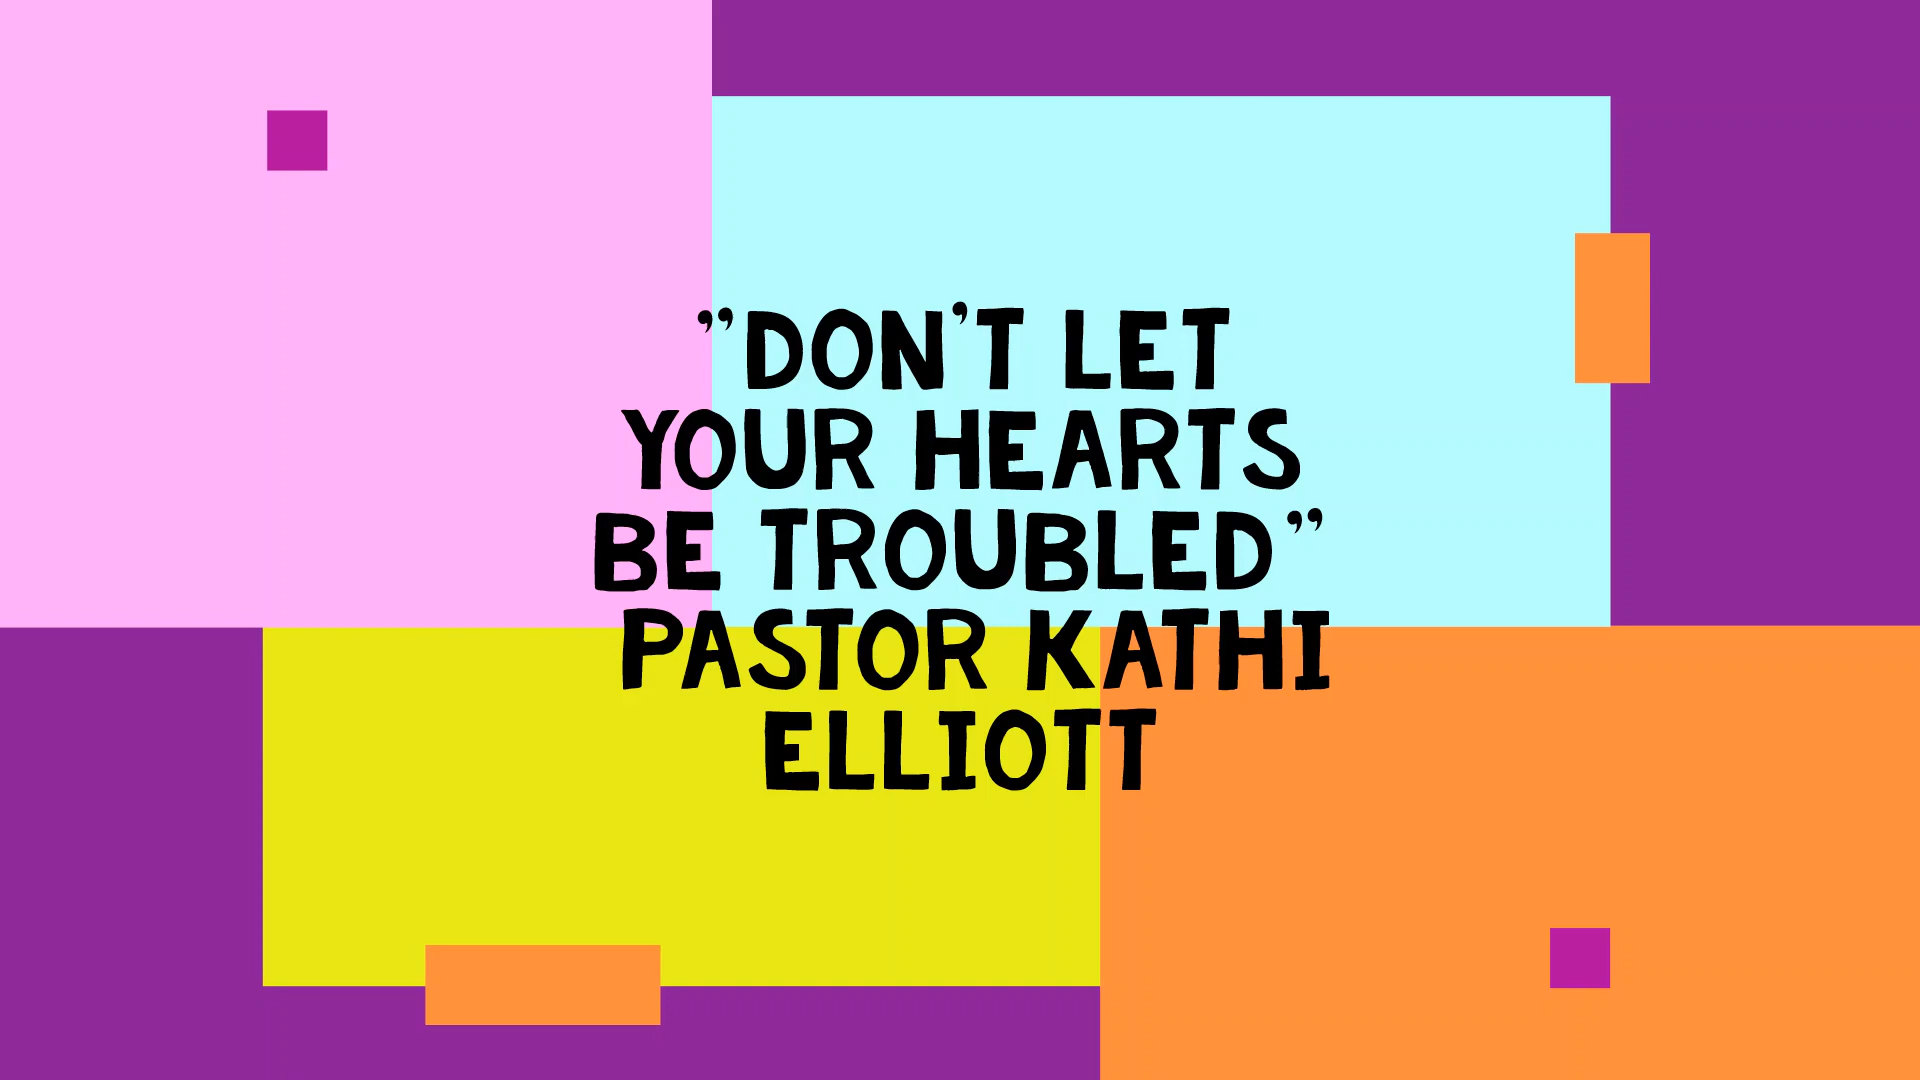 ”DON’T LET
YOUR HEARTS
BE TROUBLED”
PASTOR KATHI
ELLIOTT